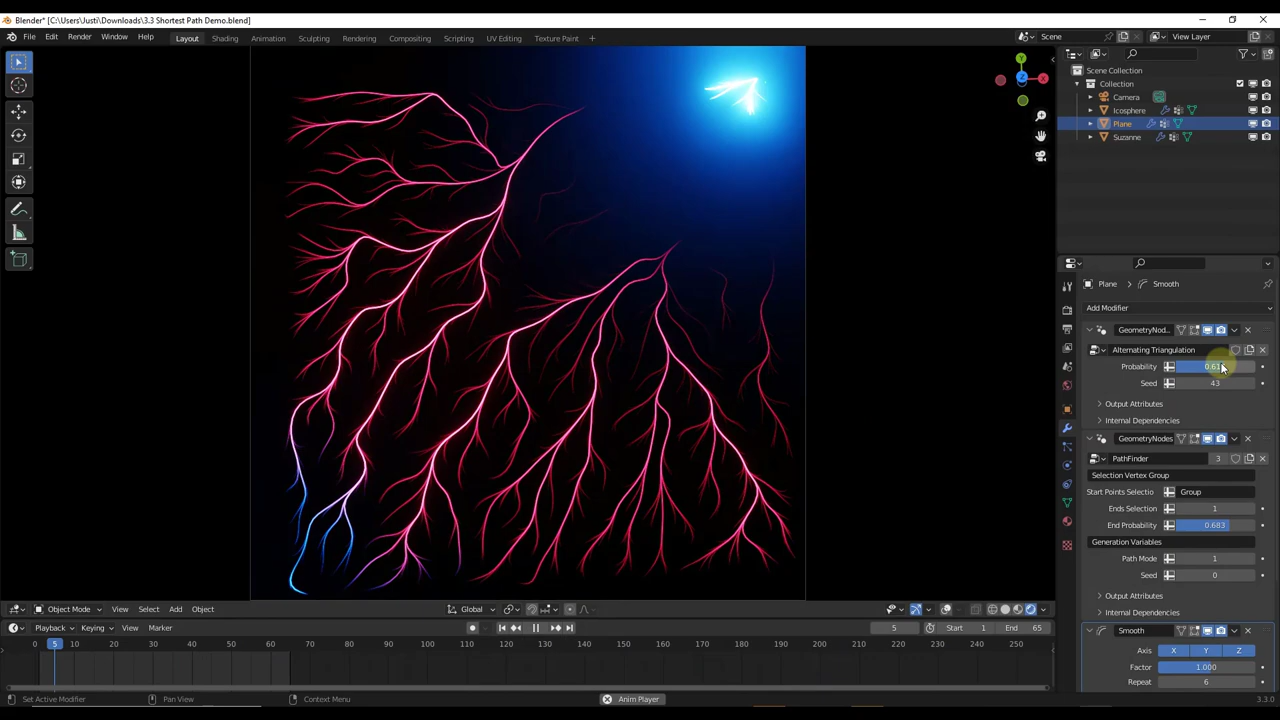 Blender* [C:\Users\Justi\Downloads\3.3 Shortest Path Demo.blend]
File Edit Render Window Help Layout Shading Animation Sculpting Rendering Compositing Scripting UV Editing Texture Paint + Scene View Layer
Scene Collection
Collection
Camera
Icosphere
Plane
Suzanne
Y
X
Z
Plane > Smooth
Add Modifier
GeometryNod...
Alternating Triangulation
Probability
Seed 43
Output Attributes
Internal Dependencies
GeometryNodes
PathFinder 3
Selection Vertex Group
Start Points Selectio Group
Ends Selection 1
End Probability 0.683
Generation Variables
Path Mode 1
Seed 0
Output Attributes
Internal Dependencies
Smooth
Axis X Y Z
Factor 1.000
Repeat 6
Object Mode View Select Add Object Global
Playback Keying View Marker 5 Start 1 End 65
0 5 10 20 30 40 50 60 70 80 90 100 110 120 130 140 150 160 170 180 190 200 210 220 230 240 250
Set Active Modifier Pan View Context Menu Anim Player 3.3.0